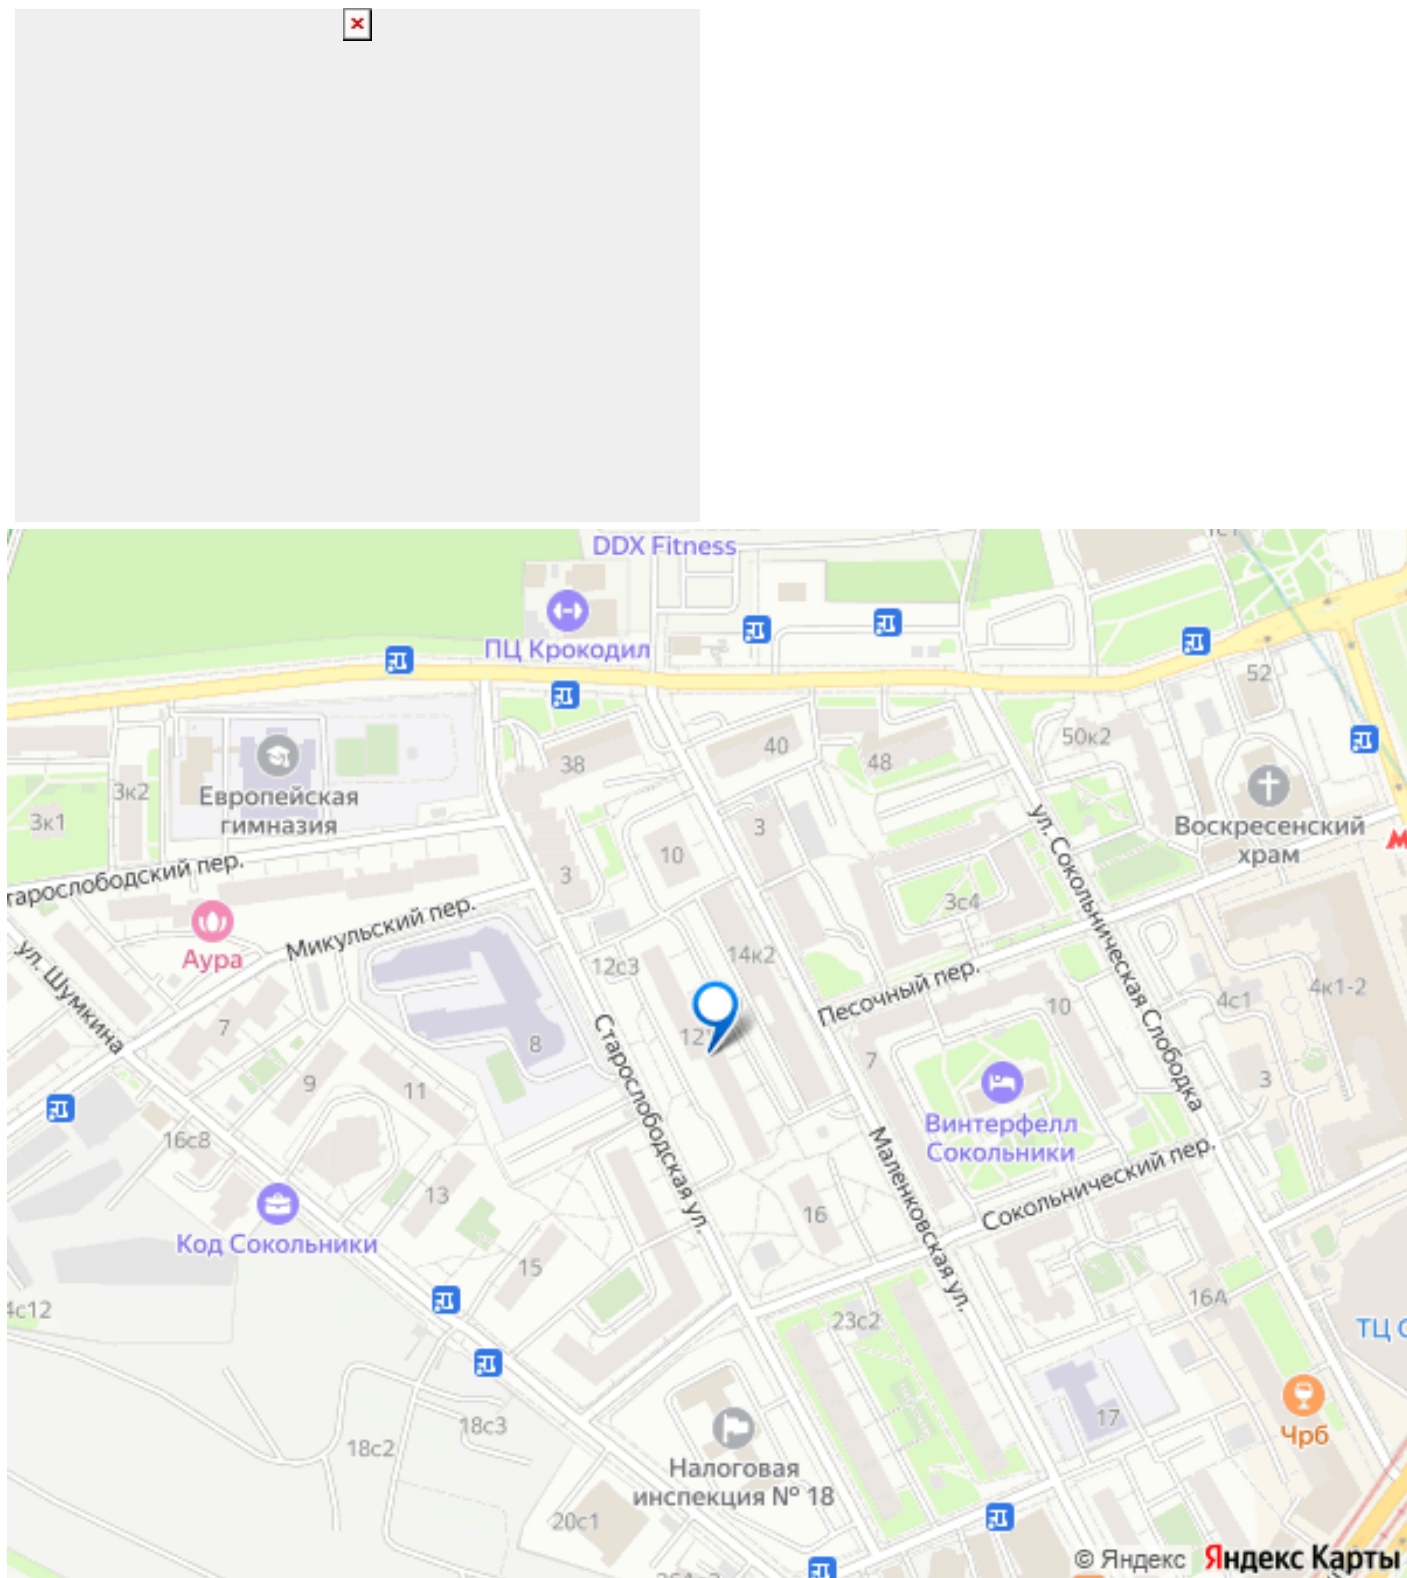 DDX Fitness
ПЦ Крокодил
52
50к2
40
48
38
3к2
Европейская
гимназия
3к1
3
Воскресенский
храм
10
ул. Сокольническая Слободка
3
3с4
Микульский пер.
Аура
ул. Шумкина
12с3
14к2
Песочный пер.
4к1-2
4с1
10
7
Старослободская ул.
8
7
9
11
3
Винтерфелл
Сокольники
16с8
Маленковская ул.
Сокольнический пер.
13
16
Код Сокольники
15
16А
4с12
23с2
ТЦ
17
18с3
18с2
Чрб
Налоговая
инспекция № 18
20с1
© Яндекс Яндекс Карты